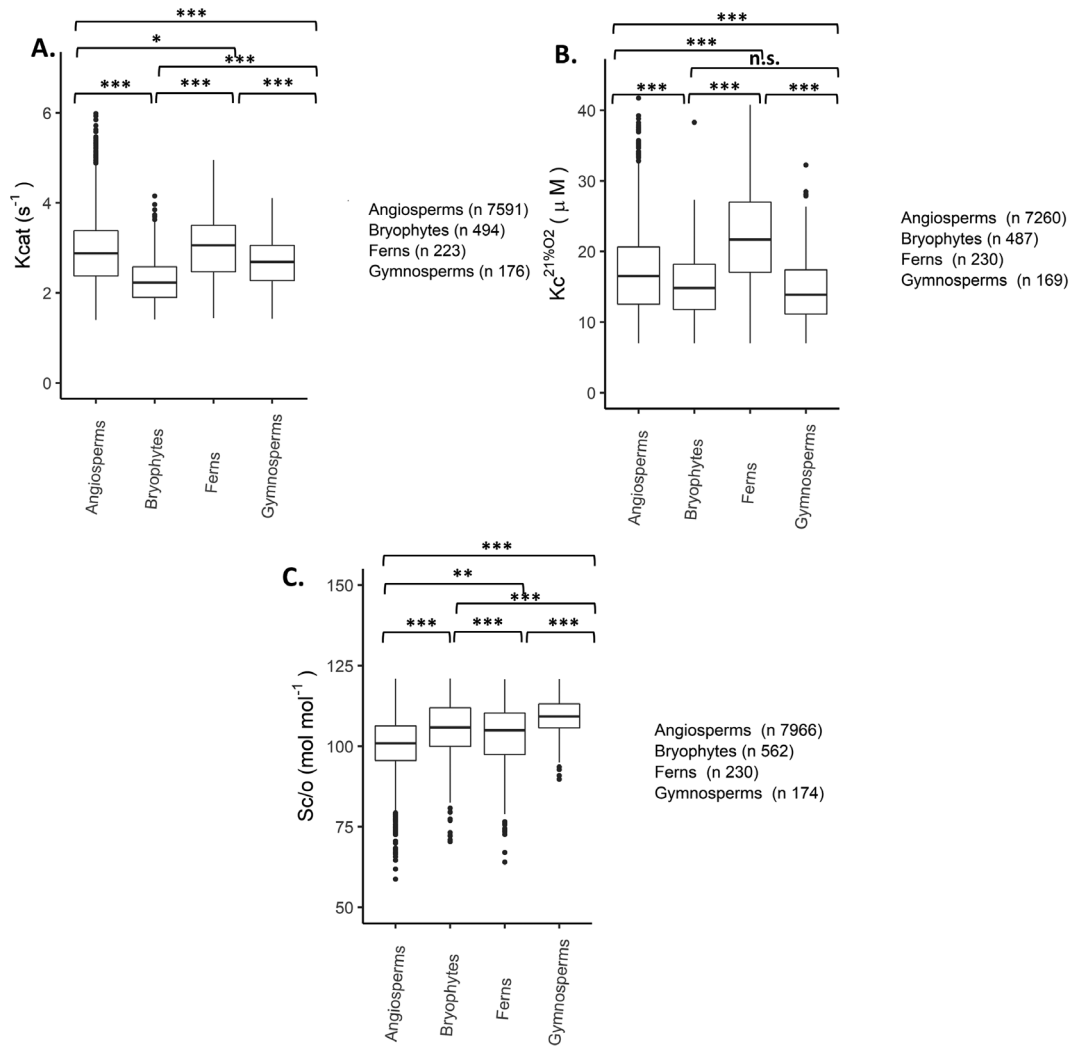 ***
A.
*
***
*** *** ***
6
4
2
0
Kcat (s⁻¹ )
Angiosperms
Bryophytes
Ferns
Gymnosperms
Angiosperms (n 7591)
Bryophytes (n 494)
Ferns (n 223)
Gymnosperms (n 176)
***
B.
***
n.s.
*** *** ***
40
30
20
10
0
Kc²¹%O2 ( μ M )
Angiosperms
Bryophytes
Ferns
Gymnosperms
Angiosperms (n 7260)
Bryophytes (n 487)
Ferns (n 230)
Gymnosperms (n 169)
***
C.
**
***
*** *** ***
150
125
100
75
50
Sc/o (mol mol⁻¹ )
Angiosperms
Bryophytes
Ferns
Gymnosperms
Angiosperms (n 7966)
Bryophytes (n 562)
Ferns (n 230)
Gymnosperms (n 174)